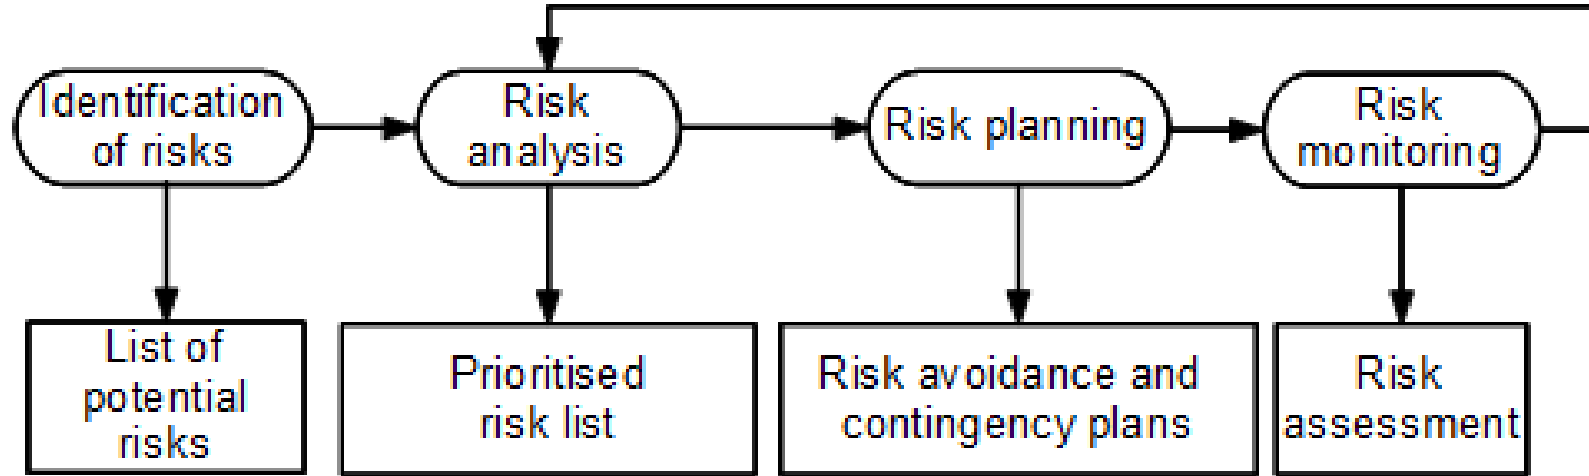 Identification
of risks
Risk
analysis
Risk planning
Risk
monitoring
List of
potential
risks
Prioritised
risk list
Risk avoidance and
contingency plans
Risk
assessment